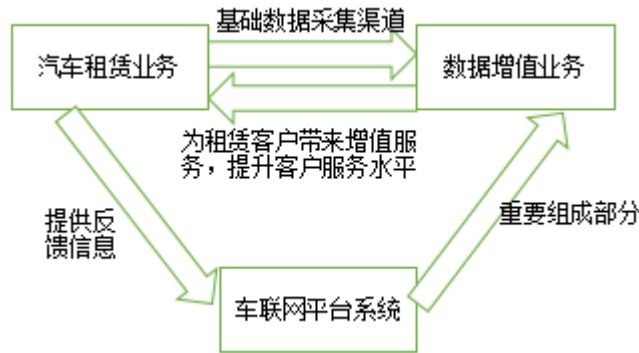 基础数据采集渠道
汽车租赁业务
数据增值业务
为租赁客户带来增值服
务，提升客户服务水平
提供反
馈信息
重要组成部分
车联网平台系统